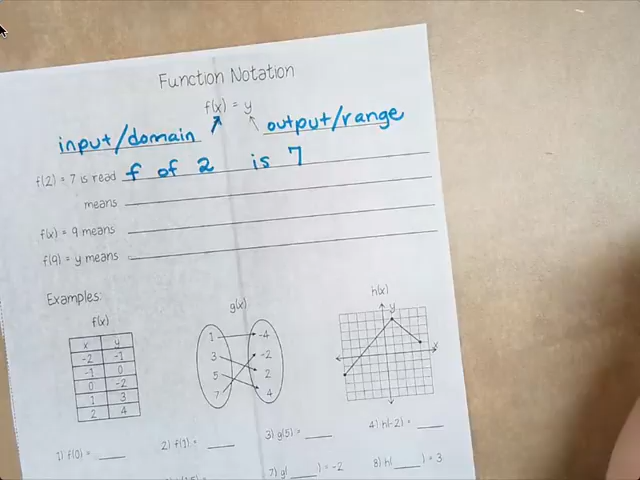 Function Notation
f(x) = y
input/domain output/range
f(2) = 7 is read f of 2 is 7
means
f(x) = 9 means
f(9) = y means
Examples:
f(x) g(x) h(x)
x y
-2 -1
-1 0
0 -2
1 3
2 4
1 -4
3 -2
5 2
7 4
y
x
1) f(0) = ____ 2) f(1) = ____ 3) g(5) = ____ 4) h(-2) = ____
7) g(____) = -2 8) h(____) = 3